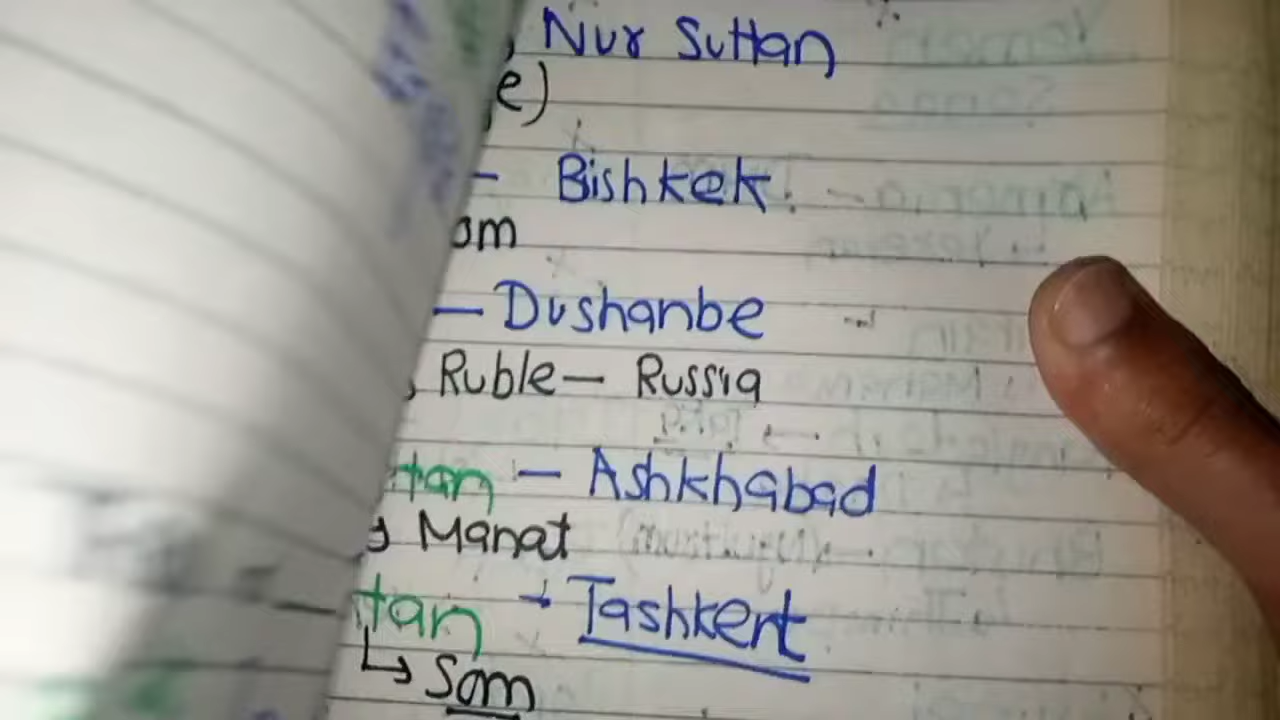 Nur Sultan
e)
- Bishkek.
om
- Dushanbe
Ruble - Russia
tan - Ashkhabad
Manat
tan → Tashkent
↳ Som